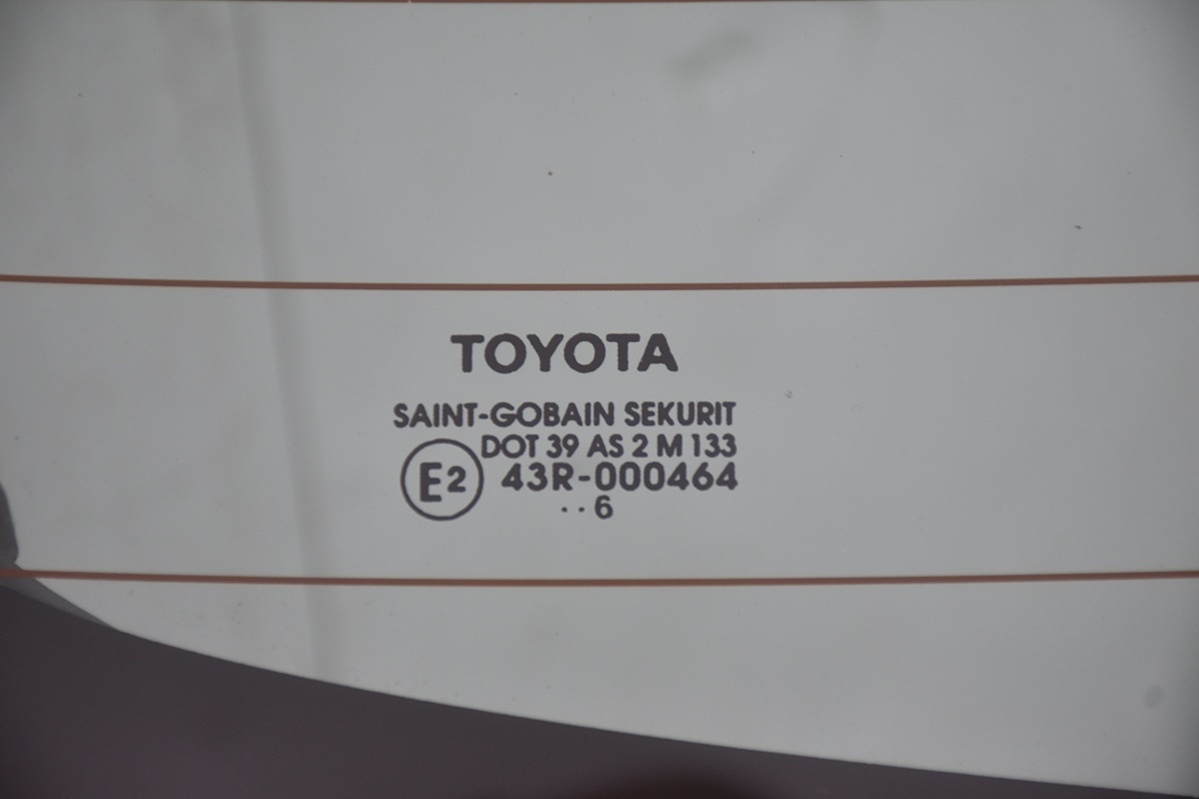 TOYOTA
SAINT-GOBAIN SEKURIT
DOT 39 AS 2 M 133
E2 43R-000464
··6